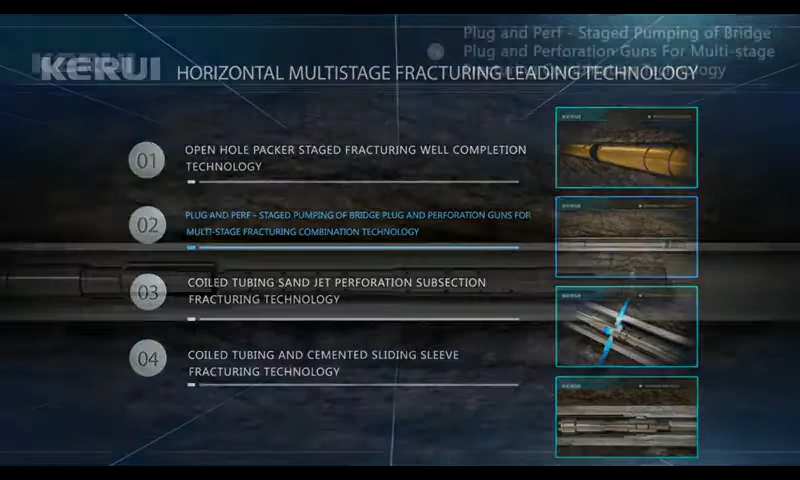 Plug and Perf - Staged Pumping of Bridge
Plug and Perforation Guns For Multi-stage
Technology
KERUI
HORIZONTAL MULTISTAGE FRACTURING LEADING TECHNOLOGY
01
OPEN HOLE PACKER STAGED FRACTURING WELL COMPLETION
TECHNOLOGY
02
PLUG AND PERF - STAGED PUMPING OF BRIDGE PLUG AND PERFORATION GUNS FOR
MULTI-STAGE FRACTURING COMBINATION TECHNOLOGY
03
COILED TUBING SAND JET PERFORATION SUBSECTION
FRACTURING TECHNOLOGY
04
COILED TUBING AND CEMENTED SLIDING SLEEVE
FRACTURING TECHNOLOGY